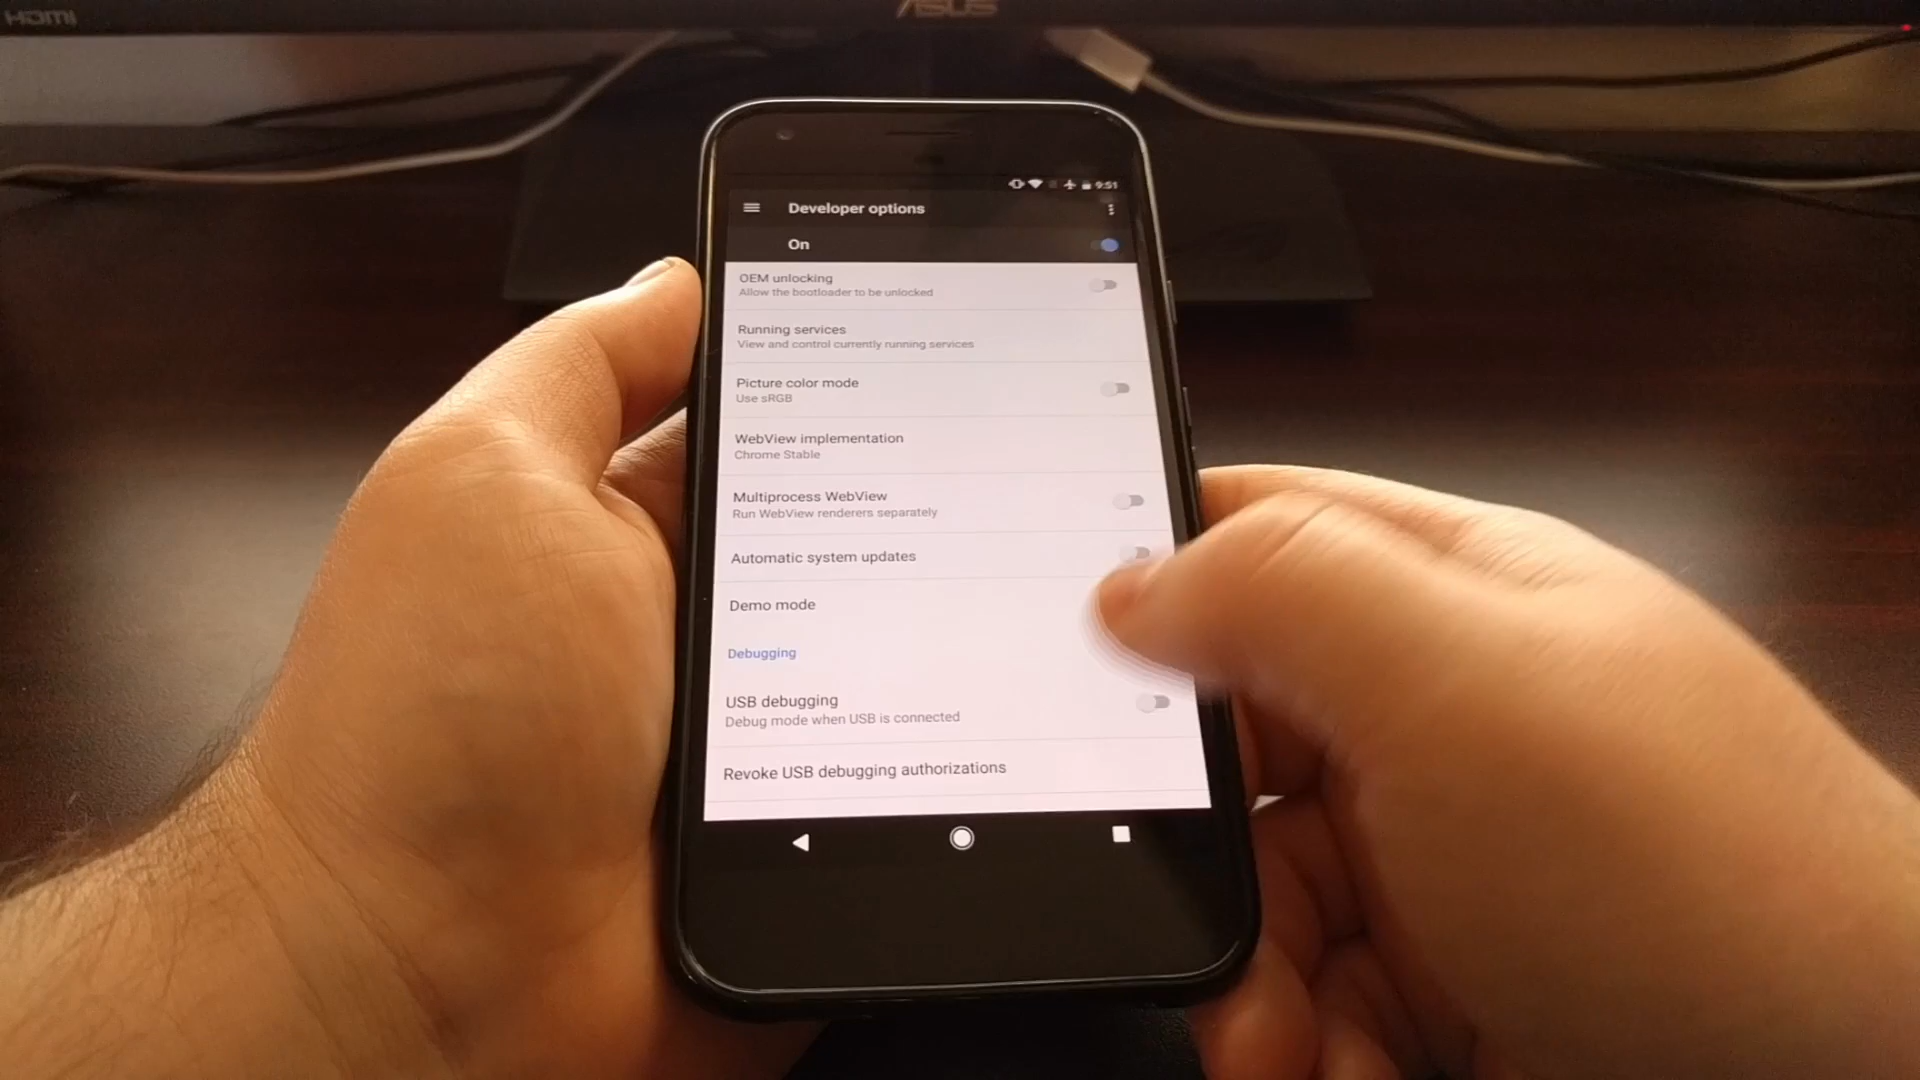 HDMI
ASUS
9:51
Developer options
On
OEM unlocking
Allow the bootloader to be unlocked
Running services
View and control currently running services
Picture color mode
Use sRGB
WebView implementation
Chrome Stable
Multiprocess WebView
Run WebView renderers separately
Automatic system updates
Demo mode
Debugging
USB debugging
Debug mode when USB is connected
Revoke USB debugging authorizations